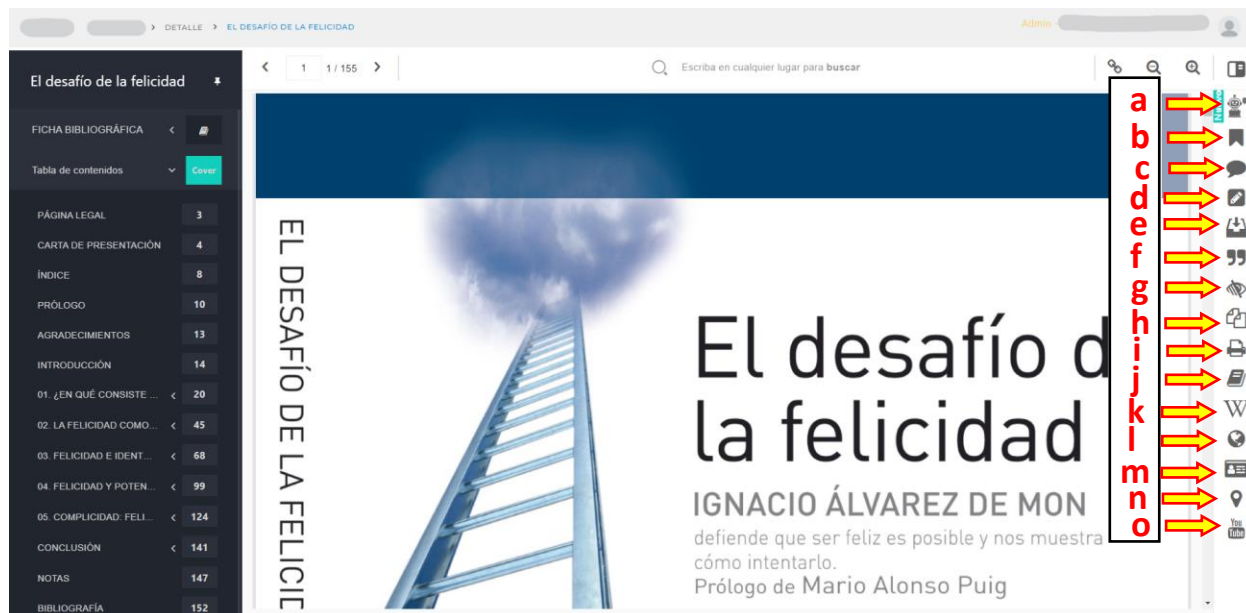 DETALLE > EL DESAFÍO DE LA FELICIDAD
Admin -
El desafío de la felicidad
1 1 / 155
Escriba en cualquier lugar para buscar
FICHA BIBLIOGRÁFICA
Tabla de contenidos Cover
PÁGINA LEGAL 3
CARTA DE PRESENTACIÓN 4
ÍNDICE 8
PRÓLOGO 10
AGRADECIMIENTOS 13
INTRODUCCIÓN 14
01. ¿EN QUÉ CONSISTE ... 20
02. LA FELICIDAD COMO... 45
03. FELICIDAD E IDENT... 68
04. FELICIDAD Y POTEN... 99
05. COMPLICIDAD: FELI... 124
CONCLUSIÓN 141
NOTAS 147
BIBLIOGRAFÍA 152
EL DESAFÍO DE LA FELICID
El desafío d
la felicidad
IGNACIO ÁLVAREZ DE MON
defiende que ser feliz es posible y nos muestra
cómo intentarlo.
Prólogo de Mario Alonso Puig
a
Nuevo
b
c
d
e
f
g
h
i
j
k
W
l
m
n
o
You
Tube